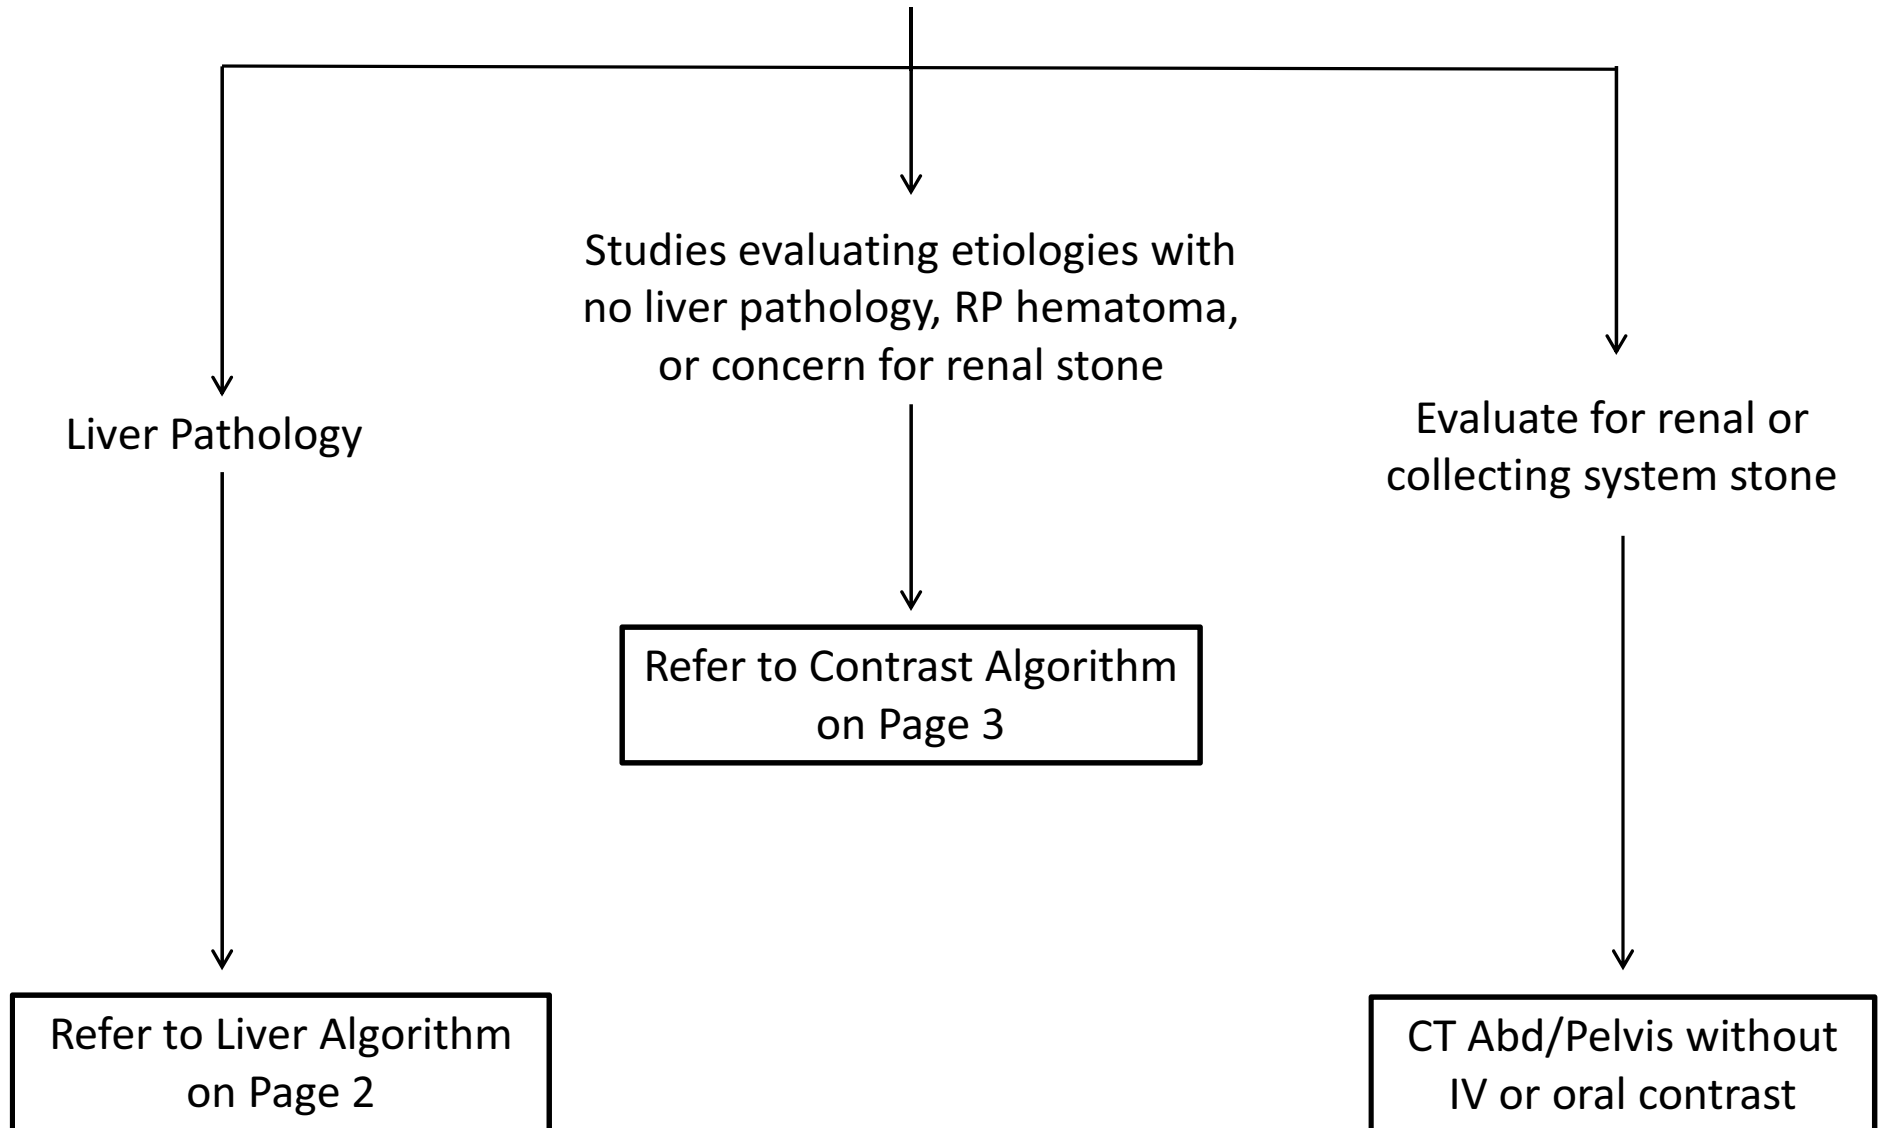 Studies evaluating etiologies with
no liver pathology, RP hematoma,
or concern for renal stone
Liver Pathology
Evaluate for renal or
collecting system stone
Refer to Contrast Algorithm
on Page 3
Refer to Liver Algorithm
on Page 2
CT Abd/Pelvis without
IV or oral contrast